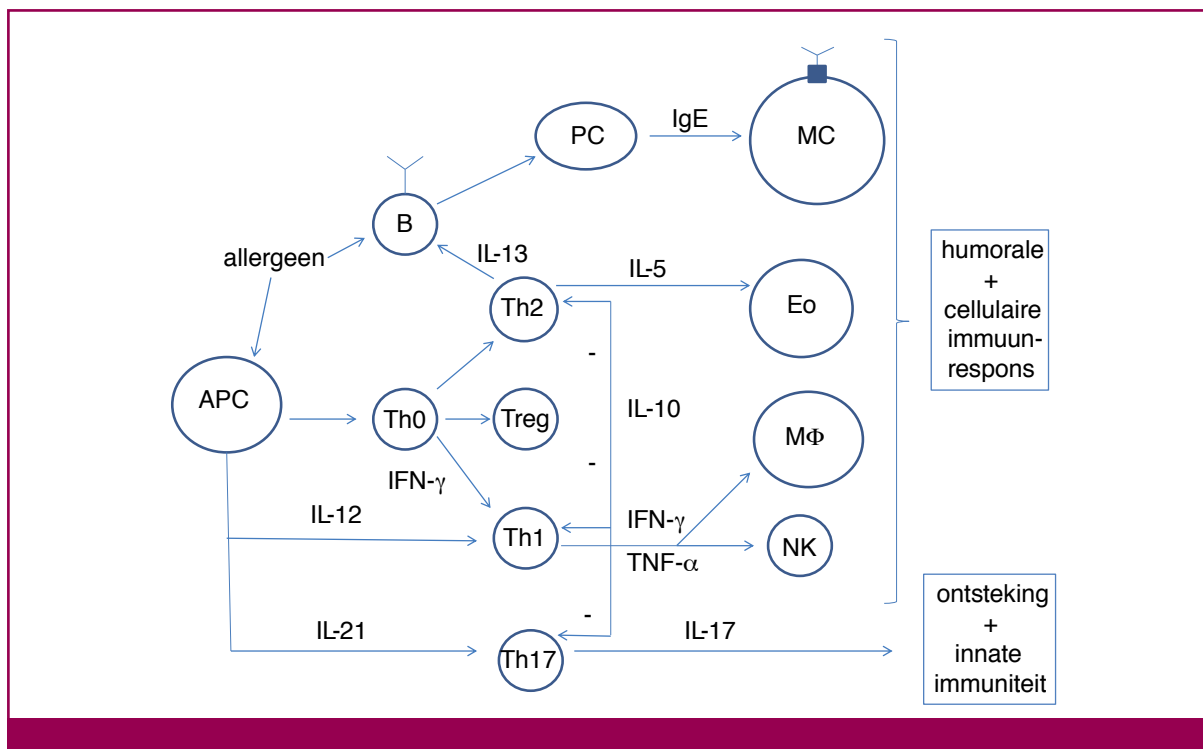 PC
IgE
MC
B
allergeen
IL-13
Th2
IL-5
Eo
humorale
+
cellulaire
immuun-
respons
-
APC
Th0
Treg
IL-10
MΦ
-
IFN-γ
IL-12
Th1
IFN-γ
TNF-α
NK
-
IL-21
Th17
IL-17
ontsteking
+
innate
immuniteit